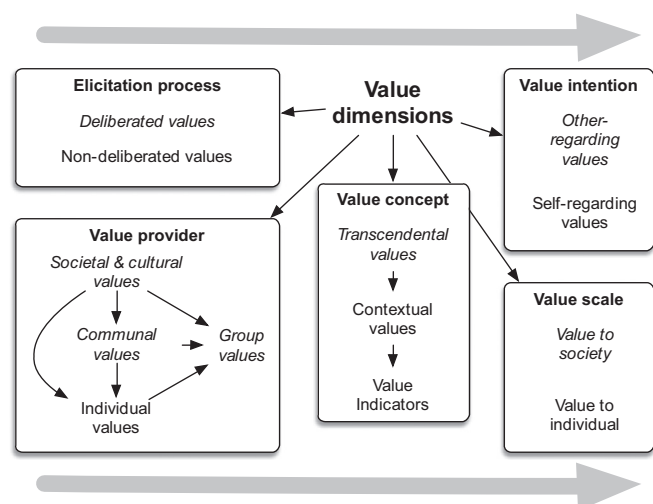 Value
dimensions
Elicitation process
Deliberated values
Non-deliberated values
Value intention
Other-
regarding
values
Self-regarding
values
Value provider
Societal & cultural
values
Communal
values
Group
values
Individual
values
Value concept
Transcendental
values
Contextual
values
Value
Indicators
Value scale
Value to
society
Value to
individual